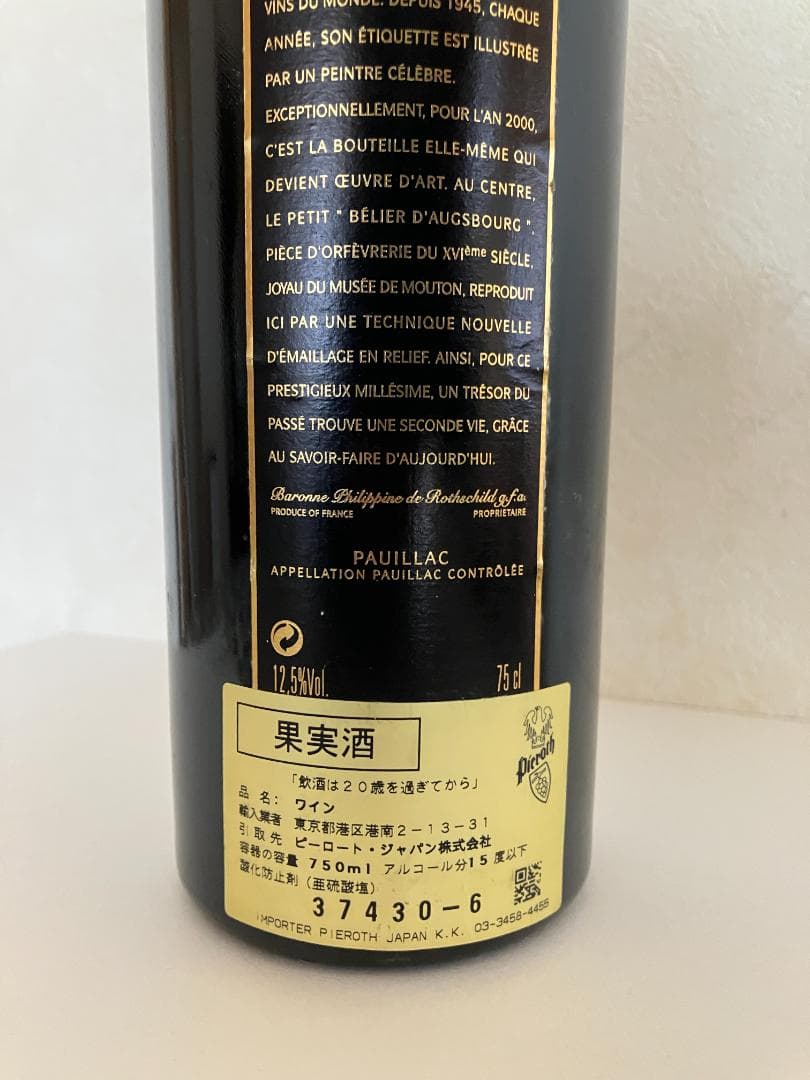 VINS DU MONDE. DEPUIS 1945, CHAQUE
ANNÉE, SON ÉTIQUETTE EST ILLUSTRÉE
PAR UN PEINTRE CÉLÈBRE.
EXCEPTIONNELLEMENT, POUR L'AN 2000,
C'EST LA BOUTEILLE ELLE-MÊME QUI
DEVIENT ŒUVRE D'ART. AU CENTRE,
LE PETIT " BÉLIER D'AUGSBOURG ".
PIÈCE D'ORFÈVRERIE DU XVIème SIÈCLE,
JOYAU DU MUSÉE DE MOUTON, REPRODUIT
ICI PAR UNE TECHNIQUE NOUVELLE
D'ÉMAILLAGE EN RELIEF. AINSI, POUR CE
PRESTIGIEUX MILLÉSIME, UN TRÉSOR DU
PASSÉ TROUVE UNE SECONDE VIE, GRÂCE
AU SAVOIR-FAIRE D'AUJOURD'HUI.
Baronne Philippine de Rothschild g.f.a.
PRODUCE OF FRANCE PROPRIETAIRE
PAUILLAC
APPELLATION PAUILLAC CONTRÔLÉE
12,5%Vol. 75 cl
果実酒
Pieroth
「飲酒は20歳を過ぎてから」
品 名: ワイン
輸入業者 東京都港区港南2-13-31
引 取 先 ピーロート・ジャパン株式会社
容器の容量 750ml アルコール分15度以下
酸化防止剤(亜硫酸塩)
37430-6
IMPORTER PIEROTH JAPAN K.K. 03-3458-4455